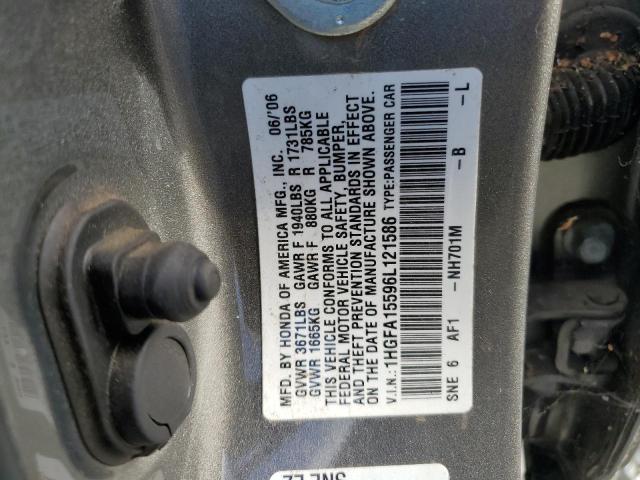 MFD. BY HONDA OF AMERICA MFG., INC. 06/'06
GVWR 3671LBS GAWR F 1940LBS R 1731LBS
GVWR 1665KG GAWR F 880KG R 785KG
THIS VEHICLE CONFORMS TO ALL APPLICABLE
FEDERAL MOTOR VEHICLE SAFETY, BUMPER,
AND THEFT PREVENTION STANDARDS IN EFFECT
ON THE DATE OF MANUFACTURE SHOWN ABOVE.
V.I.N.: 1HGFA15596L121586 TYPE:PASSENGER CAR
SNE 6 AF1 -NH701M -B -L